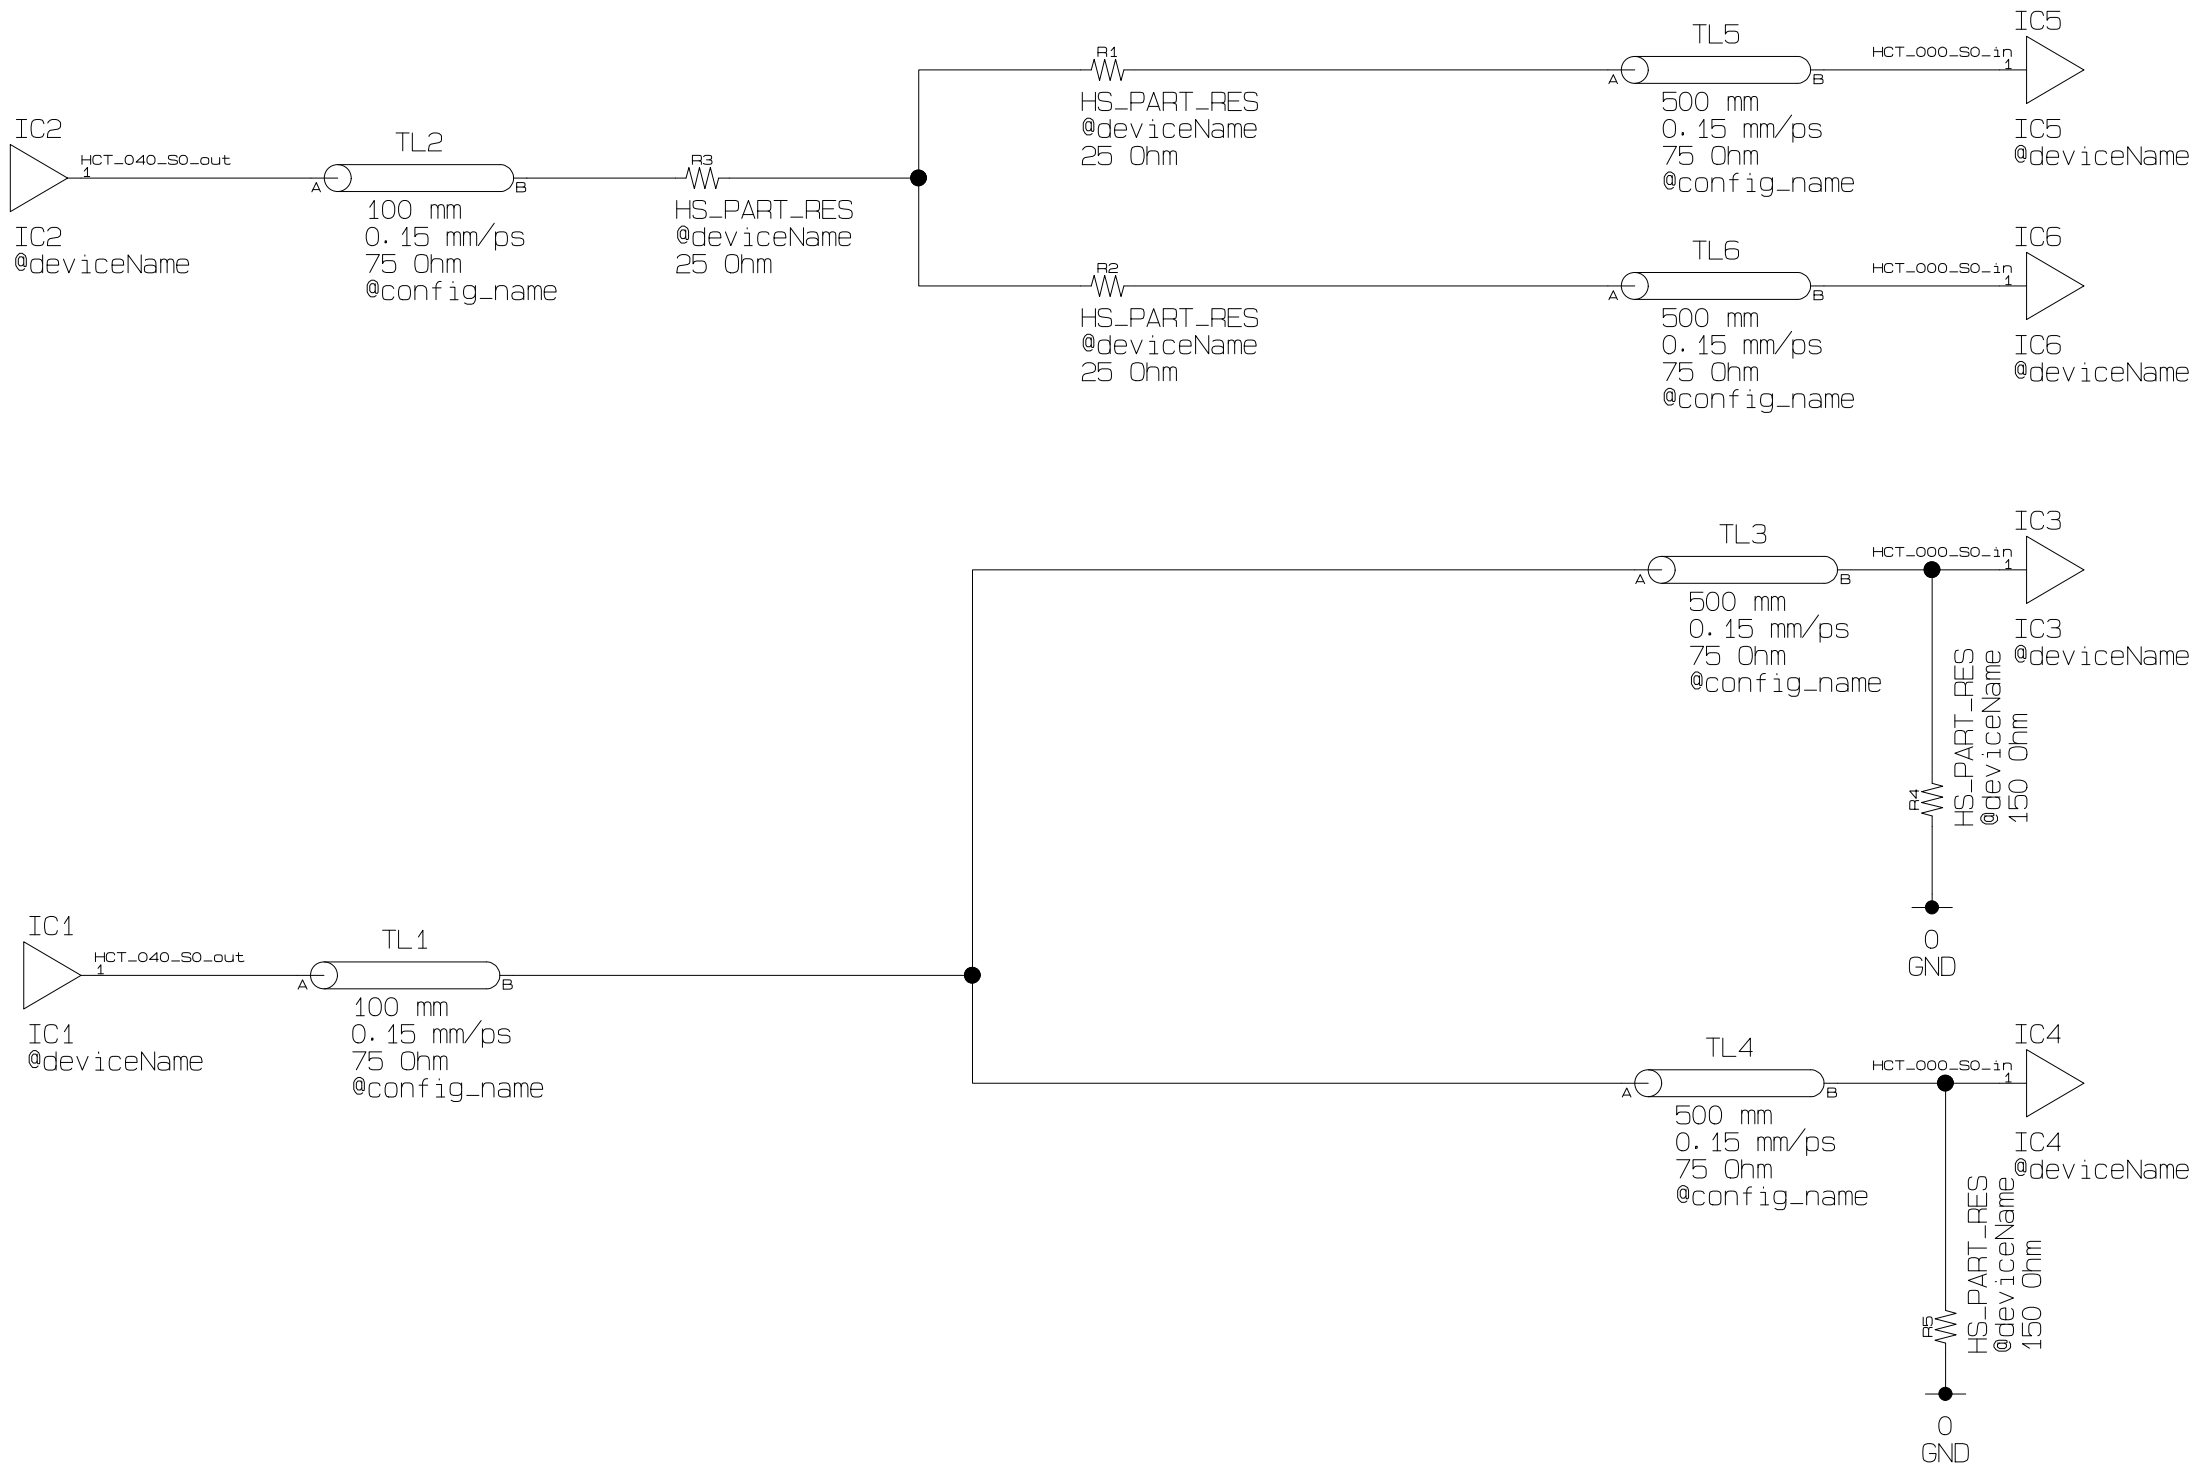 IC5
TL5
HCT_000_S0_in
R1
1
A
B
HS_PART_RES
@deviceName
25 Ohm
500 mm
0.15 mm/ps
75 Ohm
@config_name
IC5
@deviceName
IC2
TL2
HCT_040_S0_out
1
R3
A
B
IC2
@deviceName
100 mm
0.15 mm/ps
75 Ohm
@config_name
HS_PART_RES
@deviceName
25 Ohm
IC6
TL6
HCT_000_S0_in
R2
1
A
B
HS_PART_RES
@deviceName
25 Ohm
500 mm
0.15 mm/ps
75 Ohm
@config_name
IC6
@deviceName
IC3
TL3
HCT_000_S0_in
1
A
B
500 mm
0.15 mm/ps
75 Ohm
@config_name
IC3
@deviceName
R4
HS_PART_RES
@deviceName
150 Ohm
0
GND
IC1
TL1
HCT_040_S0_out
1
A
B
IC1
@deviceName
100 mm
0.15 mm/ps
75 Ohm
@config_name
IC4
TL4
HCT_000_S0_in
1
A
B
500 mm
0.15 mm/ps
75 Ohm
@config_name
IC4
@deviceName
R5
HS_PART_RES
@deviceName
150 Ohm
0
GND